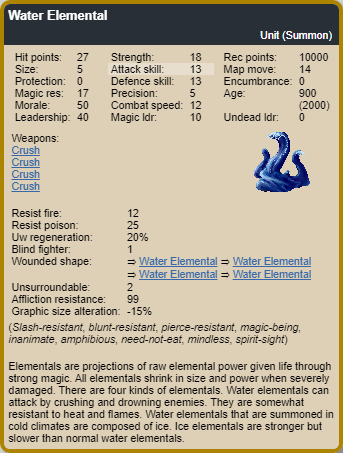 Water Elemental
Unit (Summon)
Hit points: 27 Strength: 18 Rec points: 10000
Size: 5 Attack skill: 13 Map move: 14
Protection: 0 Defence skill: 13 Encumbrance: 0
Magic res: 17 Precision: 5 Age: 900
Morale: 50 Combat speed: 12 (2000)
Leadership: 40 Magic ldr: 10 Undead ldr: 0
Weapons:
Crush
Crush
Crush
Crush
Resist fire: 12
Resist poison: 25
Uw regeneration: 20%
Blind fighter: 1
Wounded shape: ⇒ Water Elemental ⇒ Water Elemental
⇒ Water Elemental ⇒ Water Elemental
Unsurroundable: 2
Affliction resistance: 99
Graphic size alteration: -15%
(Slash-resistant, blunt-resistant, pierce-resistant, magic-being,
inanimate, amphibious, need-not-eat, mindless, spirit-sight)
Elementals are projections of raw elemental power given life through
strong magic. All elementals shrink in size and power when severely
damaged. There are four kinds of elementals. Water elementals can
attack by crushing and drowning enemies. They are somewhat
resistant to heat and flames. Water elementals that are summoned in
cold climates are composed of ice. Ice elementals are stronger but
slower than normal water elementals.